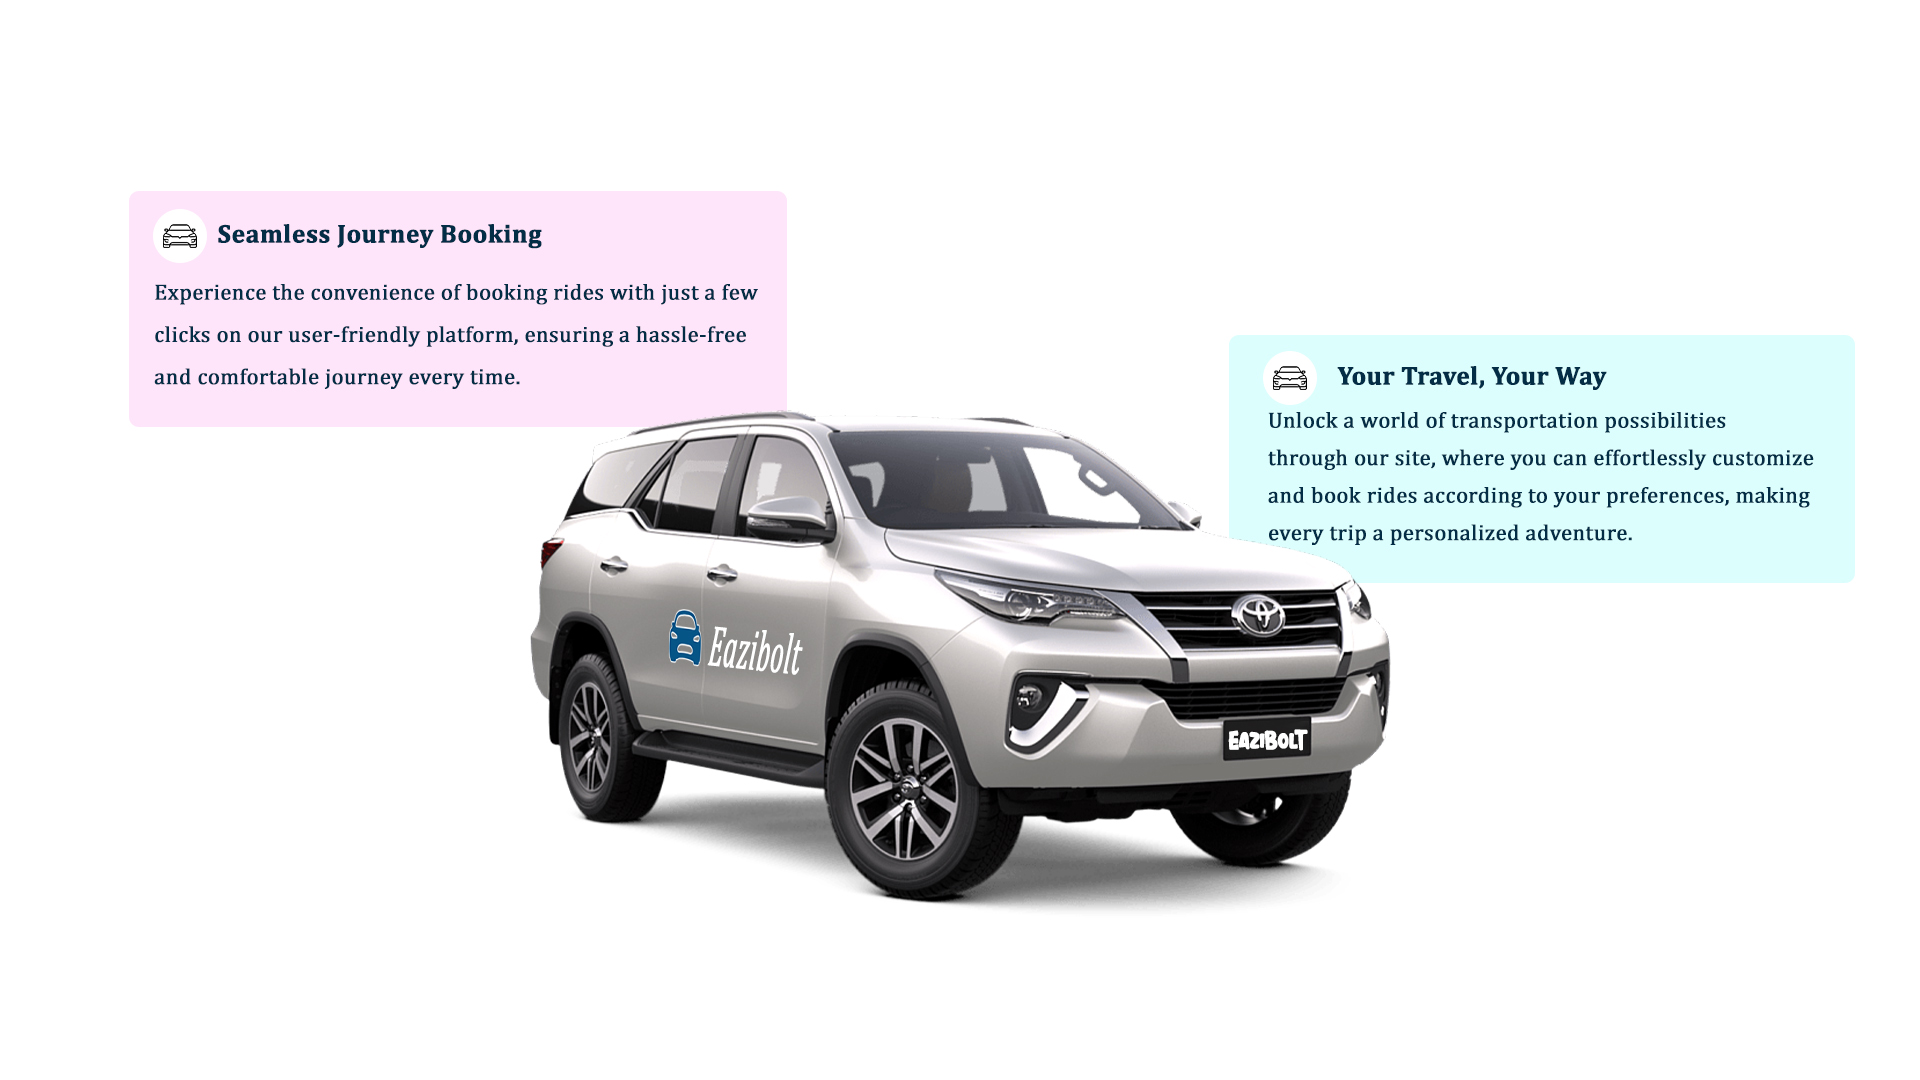 Seamless Journey Booking
Experience the convenience of booking rides with just a few
clicks on our user-friendly platform, ensuring a hassle-free
and comfortable journey every time.
Your Travel, Your Way
Unlock a world of transportation possibilities
through our site, where you can effortlessly customize
and book rides according to your preferences, making
every trip a personalized adventure.
Eazibolt
EAZIBOLT